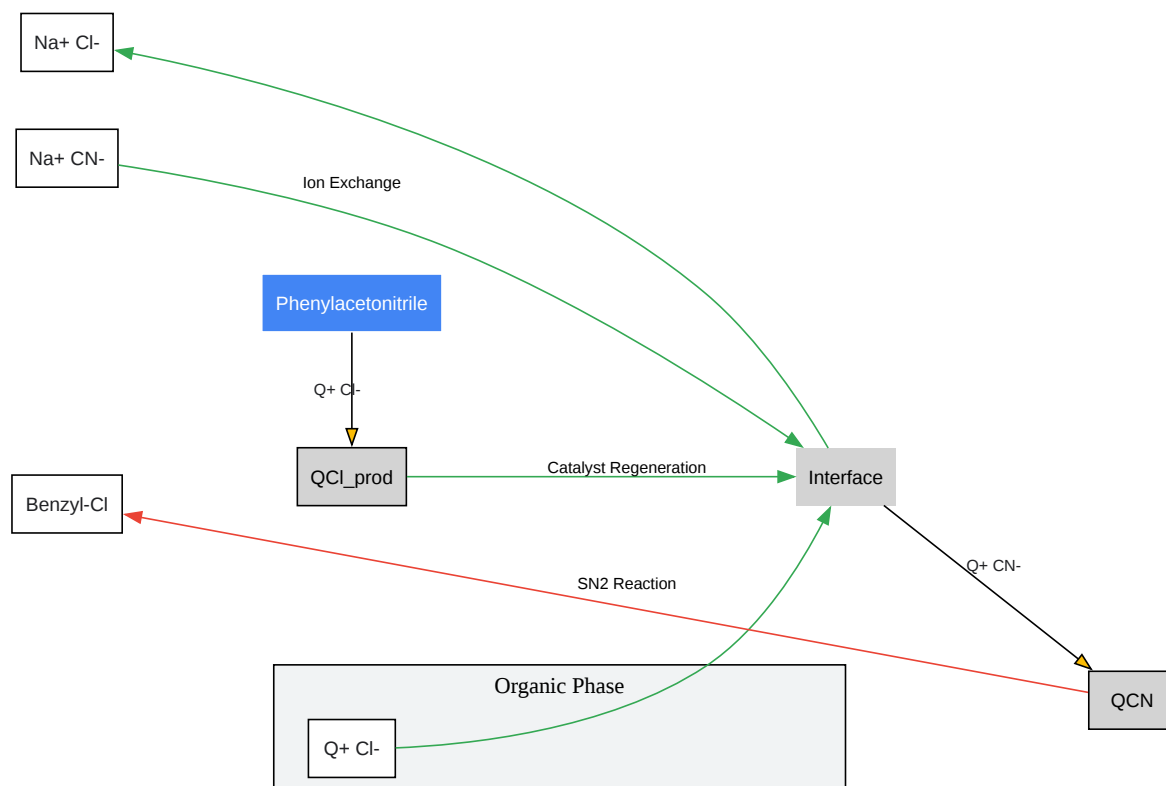 Na+ Cl-
Na+ CN-
Ion Exchange
Phenylacetonitrile
Q+ Cl-
QCl_prod
Catalyst Regeneration
Interface
Benzyl-Cl
SN2 Reaction
Q+ CN-
Organic Phase
QCN
Q+ Cl-